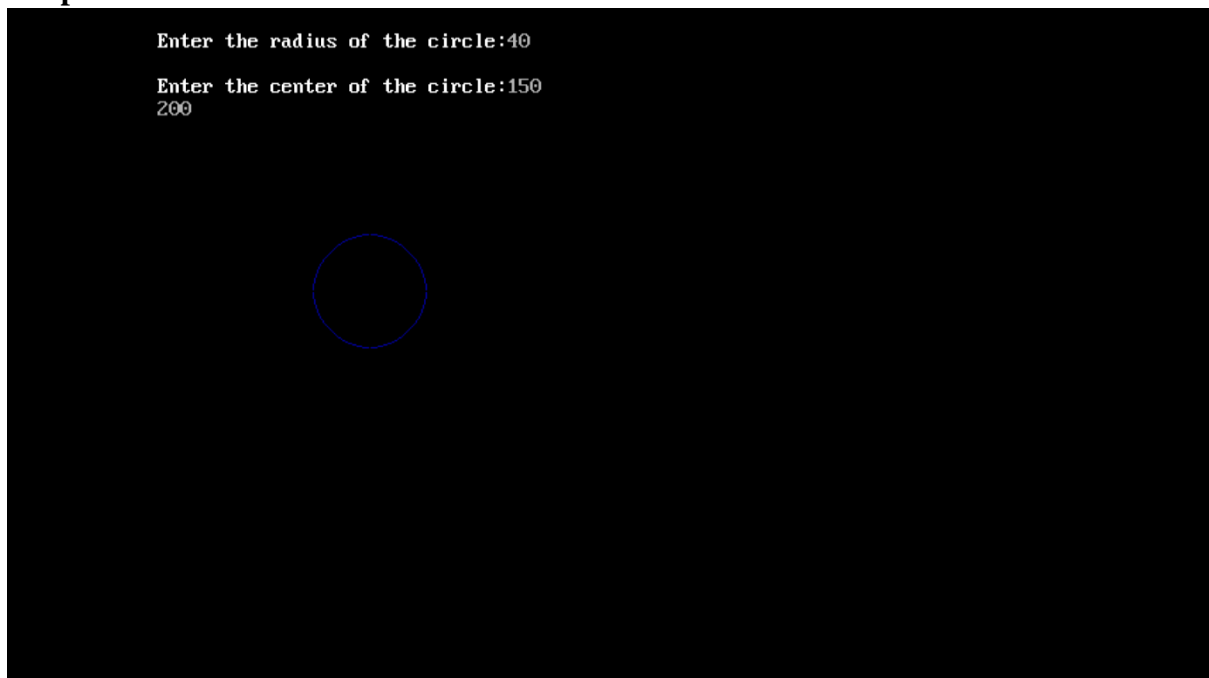 Enter the radius of the circle:40
Enter the center of the circle:150
200